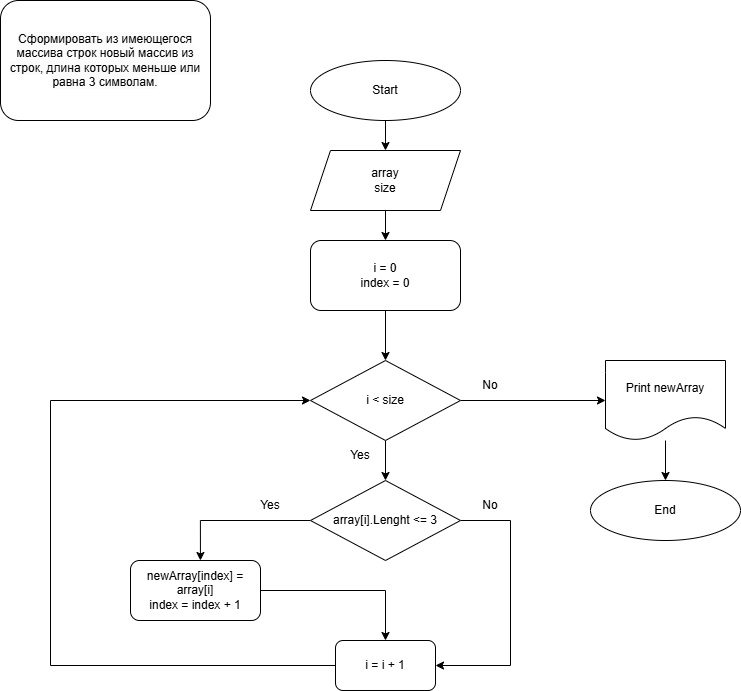 Сформировать из имеющегося
массива строк новый массив из
строк, длина которых меньше или
равна 3 символам.
Start
array
size
i = 0
index = 0
i < size
No
Print newArray
Yes
End
Yes
array[i].Lenght <= 3
No
newArray[index] =
array[i]
index = index + 1
i = i + 1